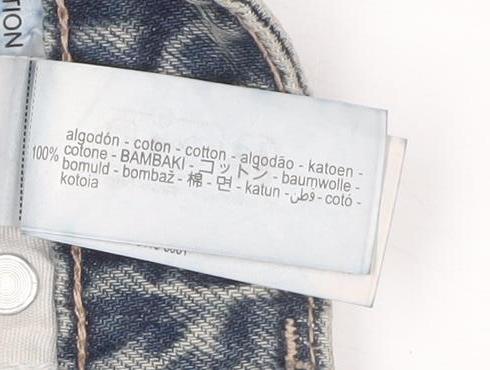 TION
algodón - coton - cotton - algodão - katoen -
100% cotone - BAMBAKI - コットン - baumwolle -
bomuld - bombaž - 棉 - 면 - katun - قطن - cotó -
kotoia